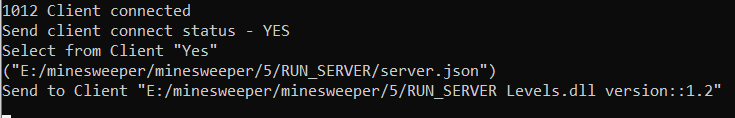 1012 Client connected
Send client connect status - YES
Select from Client "Yes"
("E:/minesweeper/minesweeper/5/RUN_SERVER/server.json")
Send to Client "E:/minesweeper/minesweeper/5/RUN_SERVER Levels.dll version::1.2"